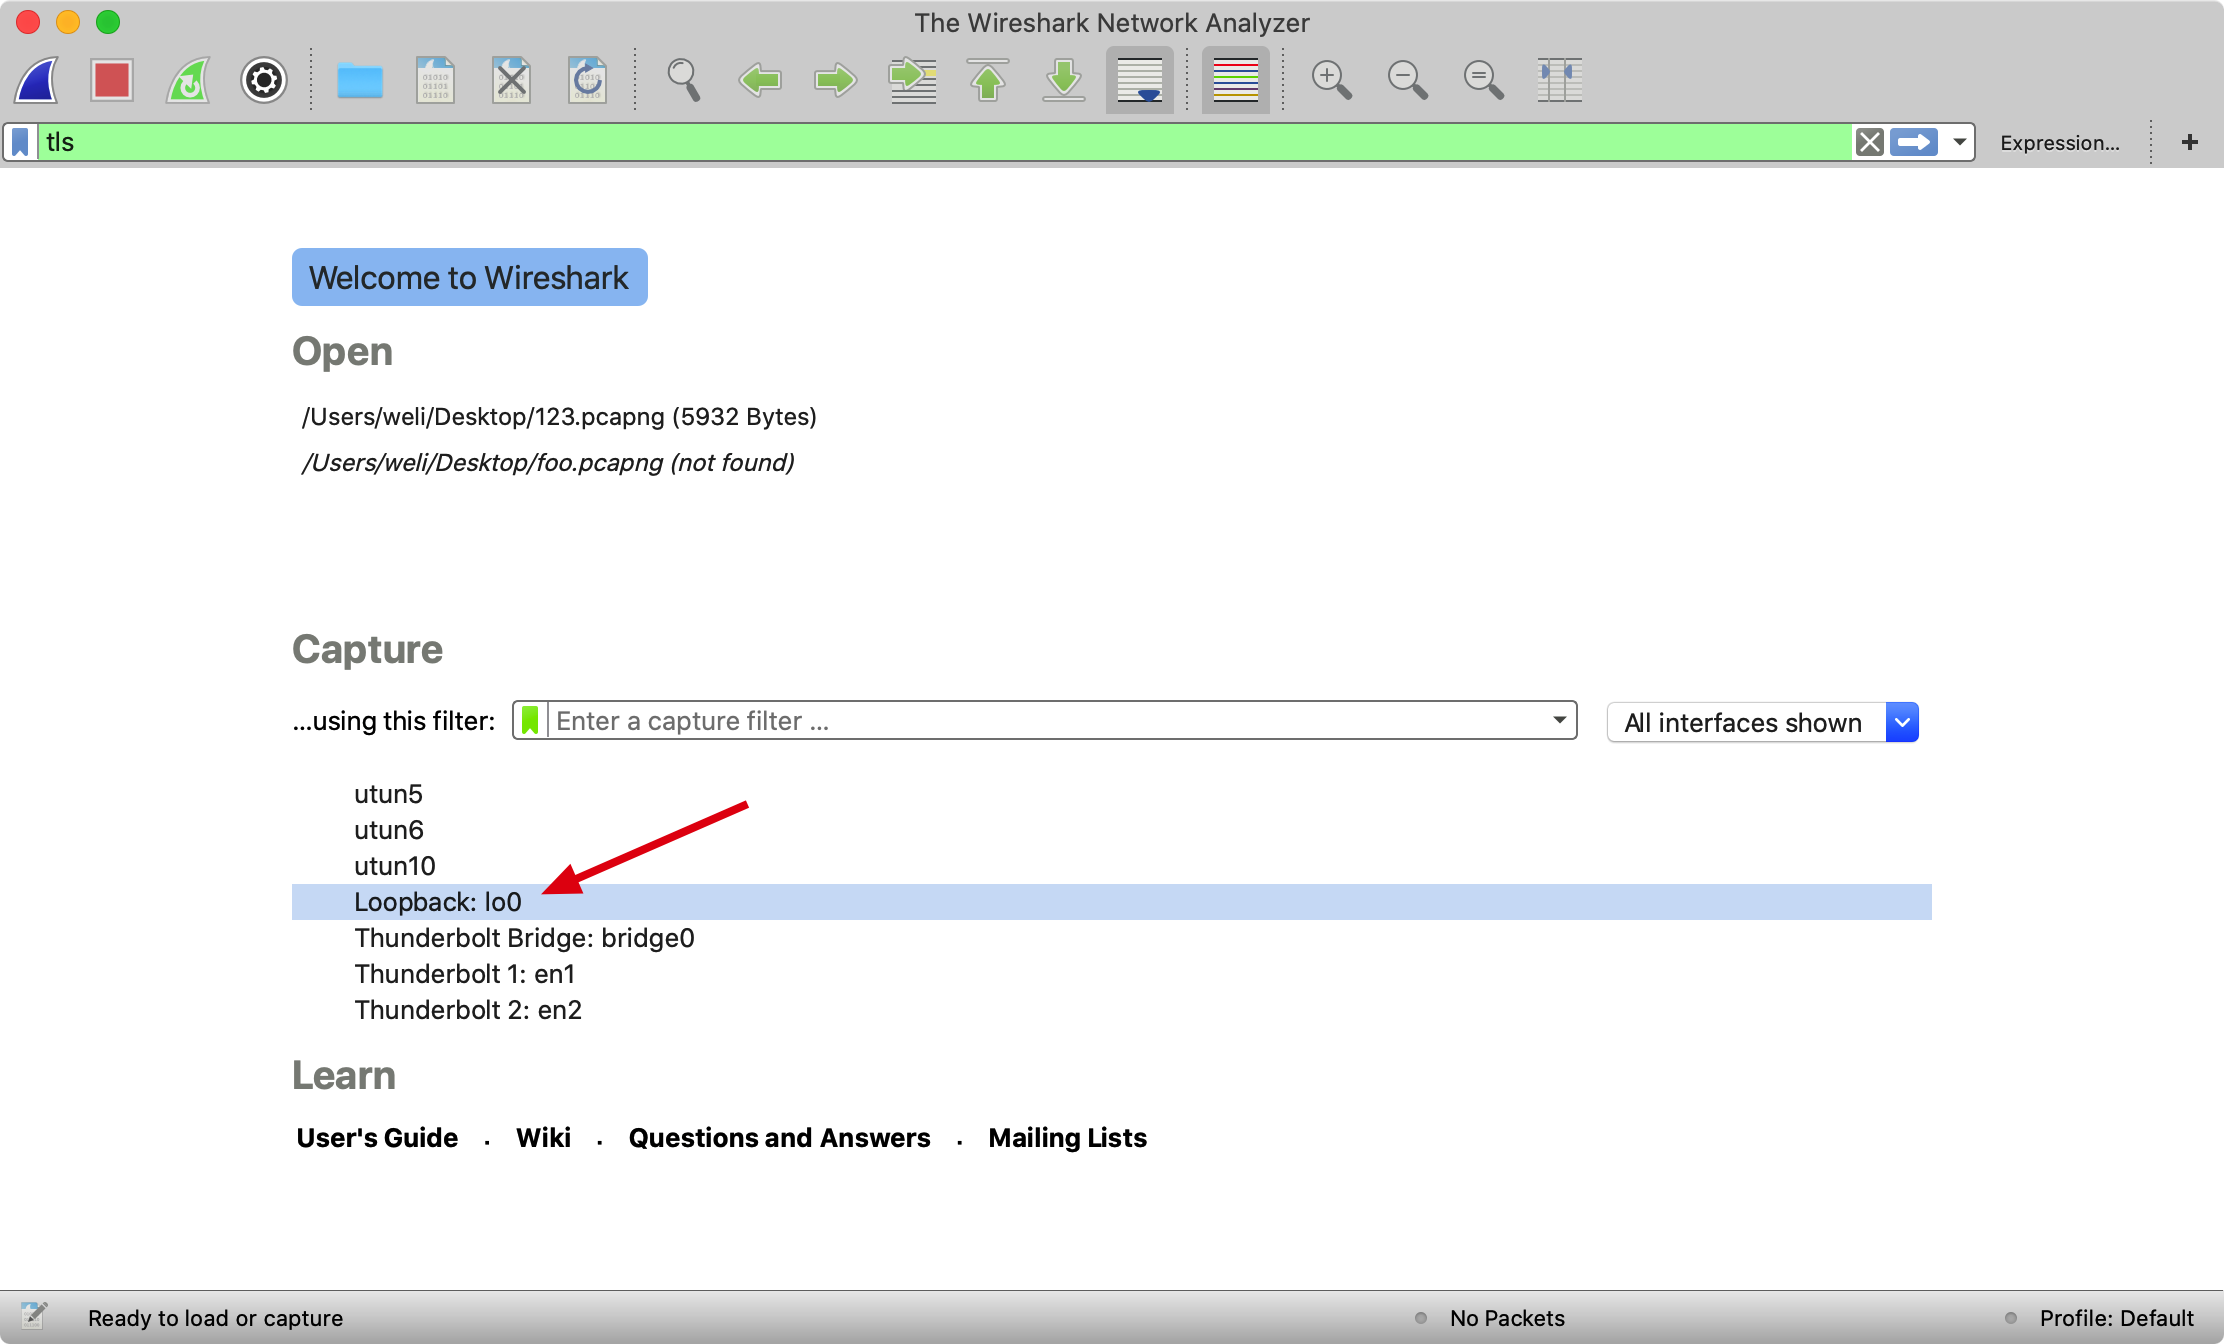 The Wireshark Network Analyzer
tls
Expression...
+
Welcome to Wireshark
Open
/Users/weli/Desktop/123.pcapng (5932 Bytes)
/Users/weli/Desktop/foo.pcapng (not found)
Capture
...using this filter: Enter a capture filter ... All interfaces shown
utun5
utun6
utun10
Loopback: lo0
Thunderbolt Bridge: bridge0
Thunderbolt 1: en1
Thunderbolt 2: en2
Learn
User's Guide . Wiki . Questions and Answers . Mailing Lists
Ready to load or capture No Packets Profile: Default